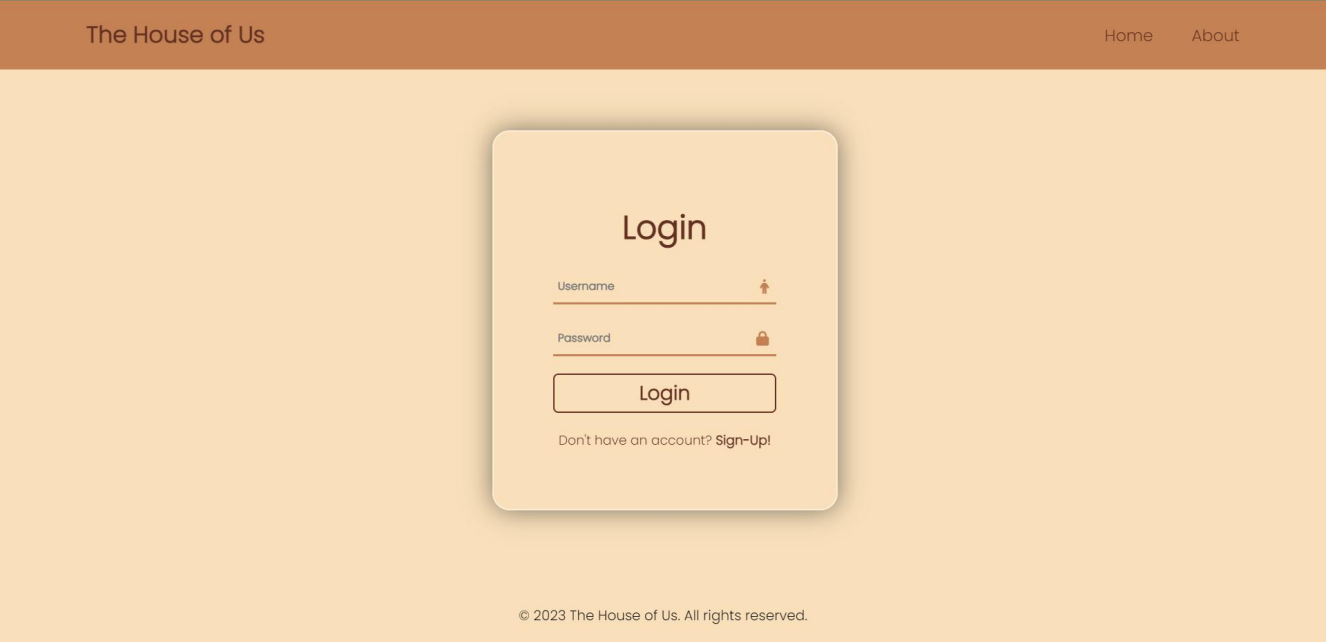 The House of Us
Home About
Login
Username
Password
Login
Don't have an account? Sign-Up!
© 2023 The House of Us. All rights reserved.